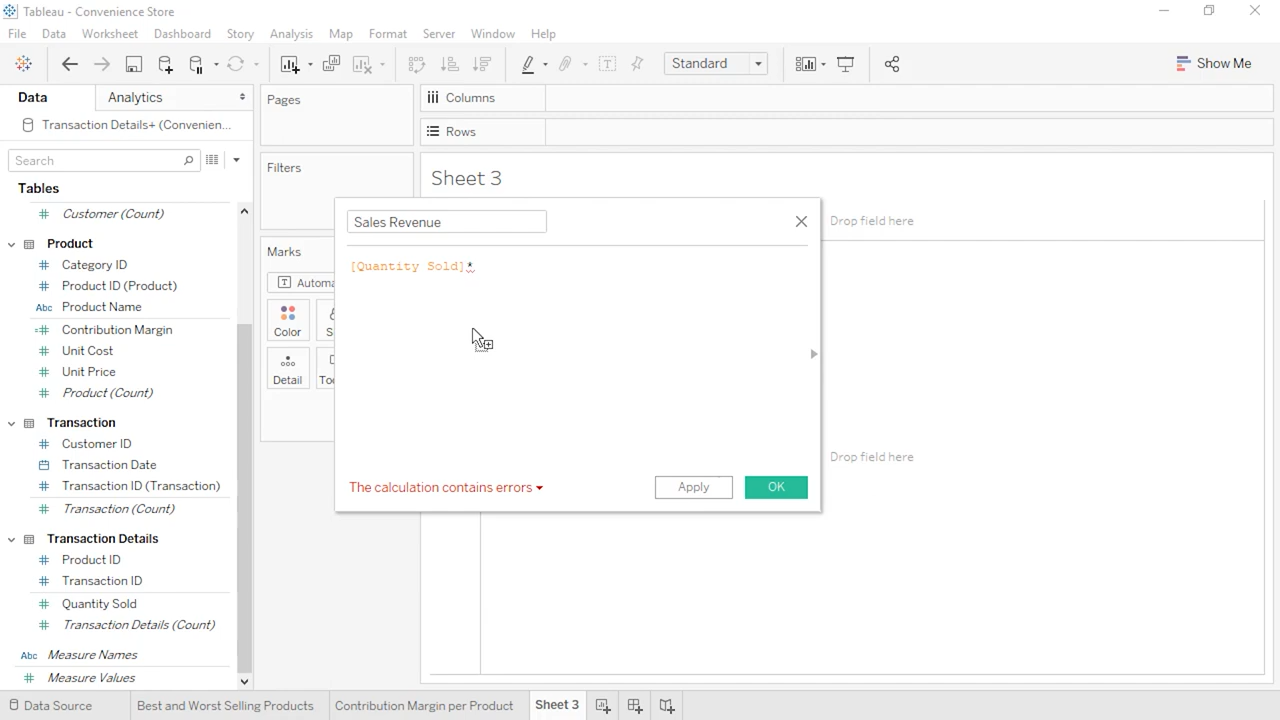 Tableau - Convenience Store
File Data Worksheet Dashboard Story Analysis Map Format Server Window Help
Standard
Show Me
Data
Analytics
Transaction Details+ (Convenien...
Search
Tables
Customer (Count)
Product
Category ID
Product ID (Product)
Abc Product Name
Contribution Margin
Unit Cost
Unit Price
Product (Count)
Transaction
Customer ID
Transaction Date
Transaction ID (Transaction)
Transaction (Count)
Transaction Details
Product ID
Transaction ID
Quantity Sold
Transaction Details (Count)
Abc Measure Names
Measure Values
Pages
Filters
Marks
Automa
Color
Detail
Columns
Rows
Sheet 3
Drop field here
Drop field here
Sales Revenue
[Quantity Sold]*
The calculation contains errors
Apply
OK
Data Source
Best and Worst Selling Products
Contribution Margin per Product
Sheet 3